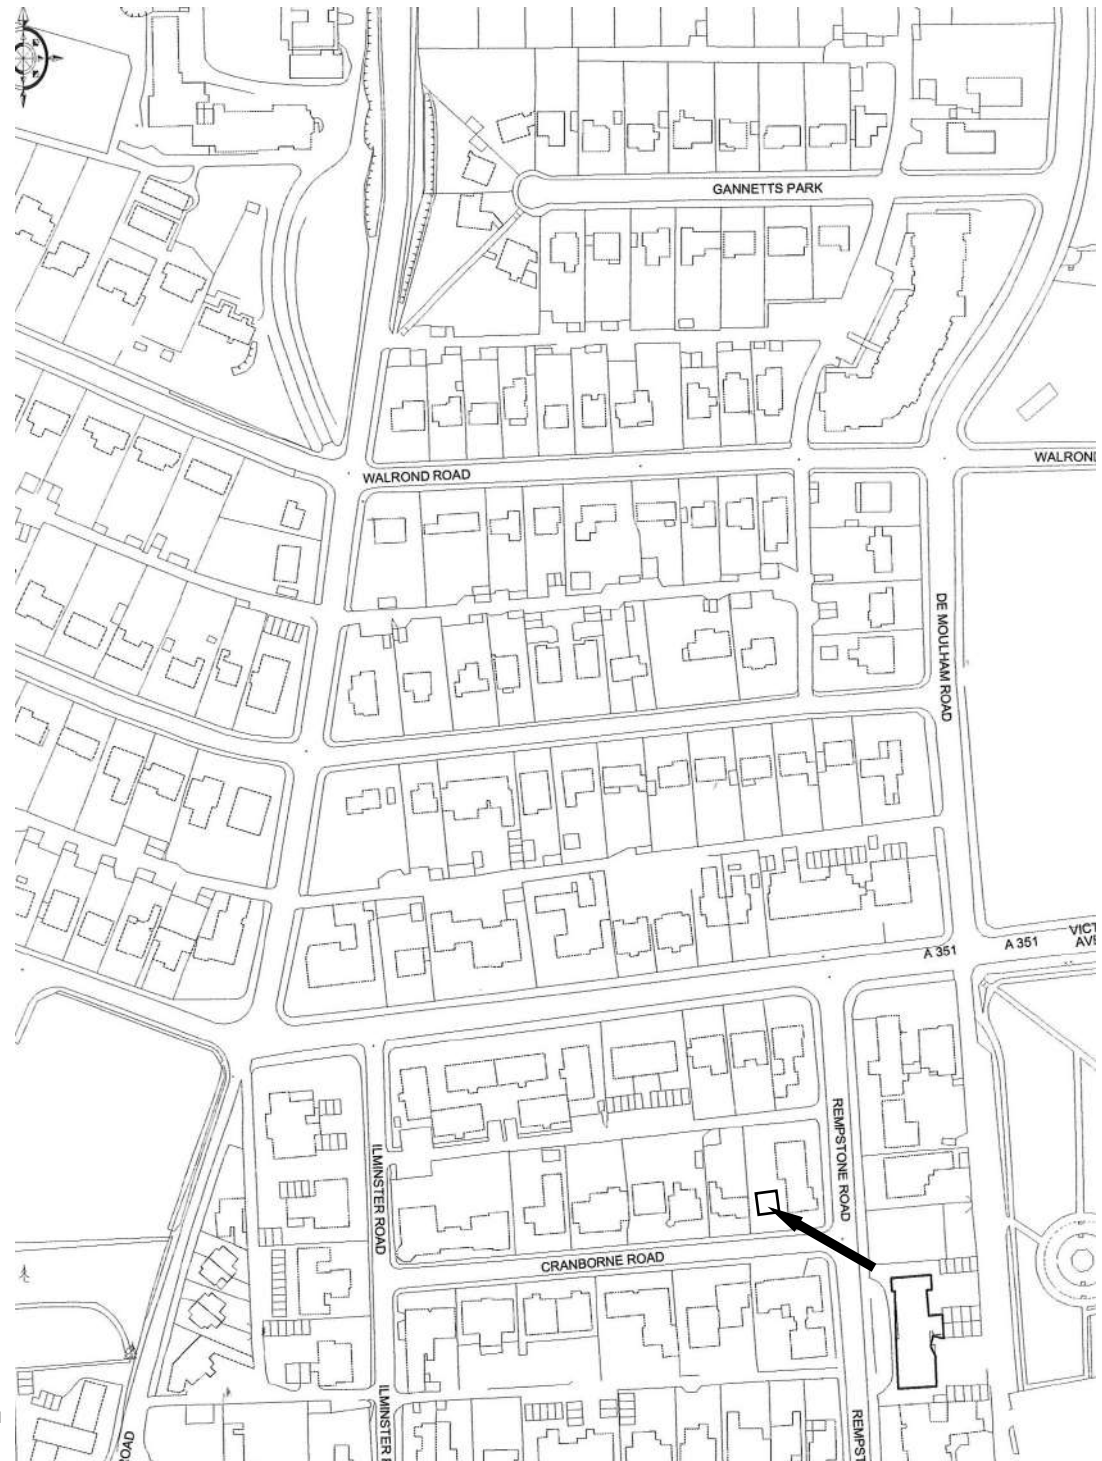 GANNETTS PARK
WALROND ROAD
WALROND
DE MOULHAM ROAD
A 351
A 351
VICT
AVE
REMPSTONE ROAD
ILMINSTER ROAD
CRANBORNE ROAD
ILMINSTER
REMPST
OAD